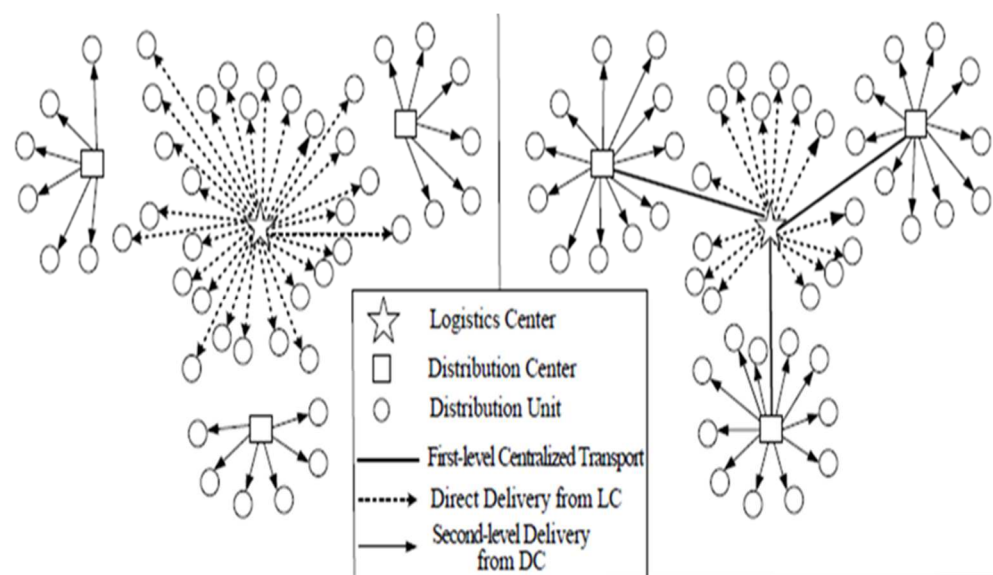 Logistics Center
Distribution Center
Distribution Unit
First-level Centralized Transport
Direct Delivery from LC
Second-level Delivery
from DC